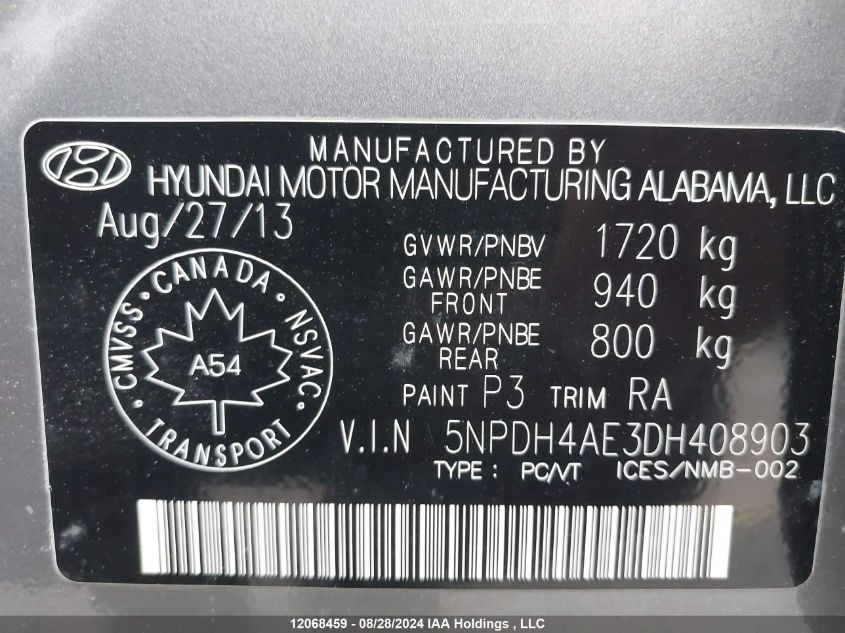 MANUFACTURED BY
HYUNDAI MOTOR MANUFACTURING ALABAMA, LLC
Aug/27/13
GVWR/PNBV 1720 kg
GAWR/PNBE FRONT 940 kg
GAWR/PNBE REAR 800 kg
CMVSS • CANADA • NSVAC • TRANSPORT •
A54
PAINT P3 TRIM RA
V.I.N 5NPDH4AE3DH408903
TYPE : PC/VT ICES/NMB-002
12068459 - 08/28/2024 IAA Holdings , LLC